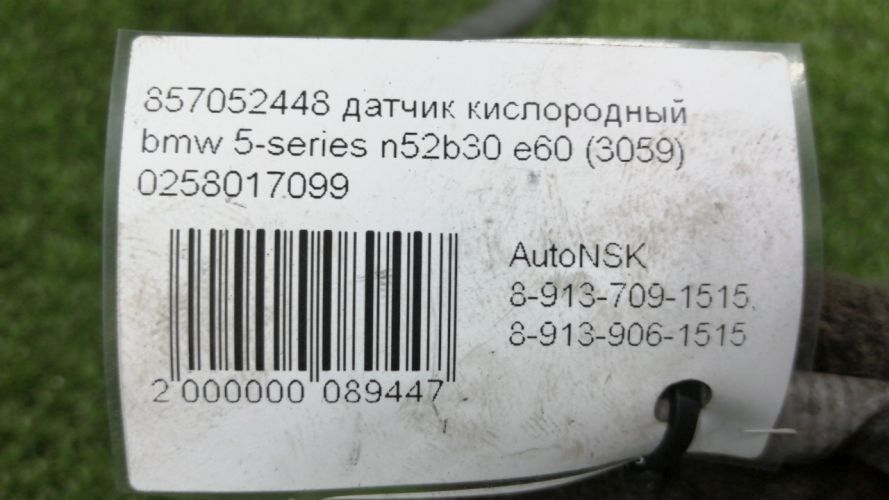 857052448 датчик кислородный
bmw 5-series n52b30 e60 (3059)
0258017099
AutoNSK
8-913-709-1515,
8-913-906-1515
2 000000 089447